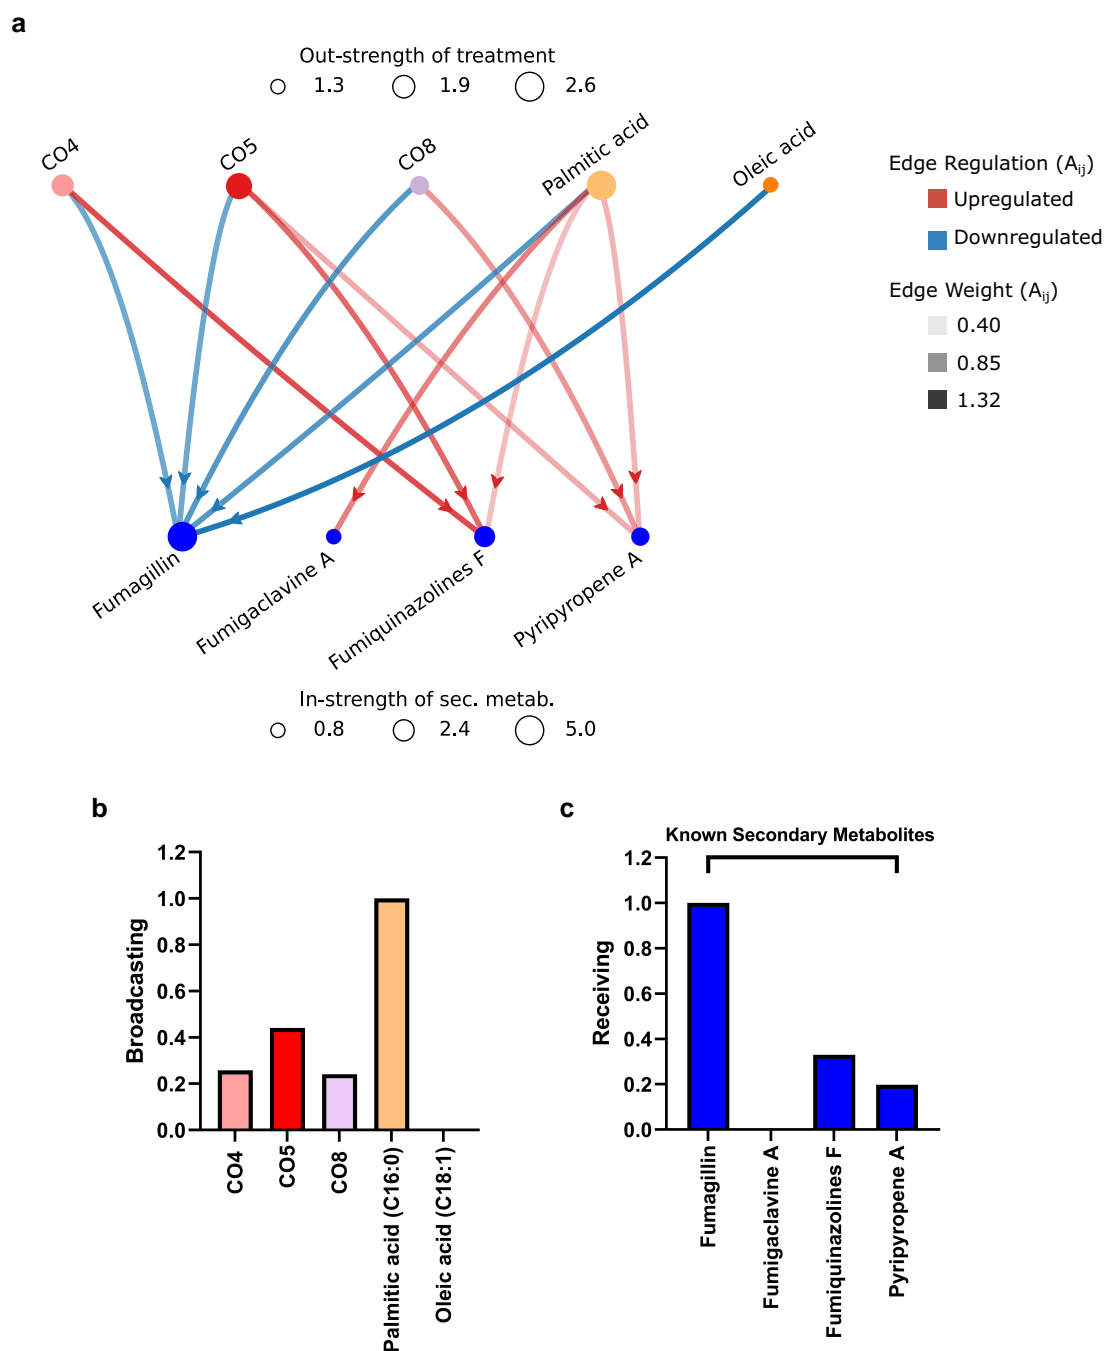 a
Out-strength of treatment
1.3 1.9 2.6
CO4 CO5 CO8 Palmitic acid Oleic acid
Edge Regulation (Aij)
Upregulated
Downregulated
Edge Weight (Aij)
0.40
0.85
1.32
Fumagillin Fumigaclavine A Fumiquinazolines F Pyripyropene A
In-strength of sec. metab.
0.8 2.4 5.0
b
Broadcasting
1.2
1.0
0.8
0.6
0.4
0.2
0.0
CO4
CO5
CO8
Palmitic acid (C16:0)
Oleic acid (C18:1)
c
Known Secondary Metabolites
Receiving
1.2
1.0
0.8
0.6
0.4
0.2
0.0
Fumagillin
Fumigaclavine A
Fumiquinazolines F
Pyripyropene A